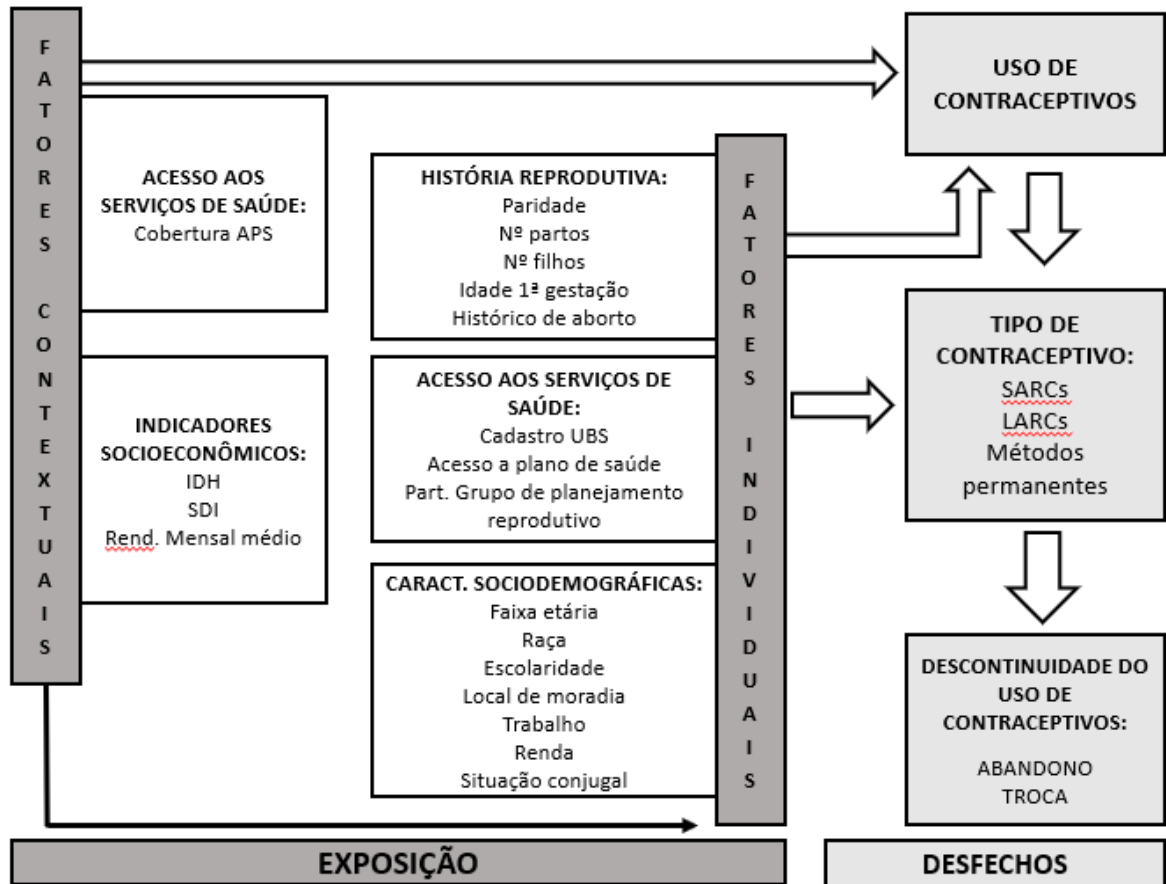 FATORES CONTEXTUAIS
ACESSO AOS
SERVIÇOS DE SAÚDE:
Cobertura APS
INDICADORES
SOCIOECONÔMICOS:
IDH
SDI
Rend. Mensal médio
HISTÓRIA REPRODUTIVA:
Paridade
Nº partos
Nº filhos
Idade 1ª gestação
Histórico de aborto
ACESSO AOS SERVIÇOS DE
SAÚDE:
Cadastro UBS
Acesso a plano de saúde
Part. Grupo de planejamento
reprodutivo
CARACT. SOCIODEMOGRÁFICAS:
Faixa etária
Raça
Escolaridade
Local de moradia
Trabalho
Renda
Situação conjugal
FATORES INDIVIDUAIS
USO DE
CONTRACEPTIVOS
TIPO DE
CONTRACEPTIVO:
SARCs
LARCs
Métodos
permanentes
DESCONTINUIDADE DO
USO DE
CONTRACEPTIVOS:
ABANDONO
TROCA
EXPOSIÇÃO
DESFECHOS